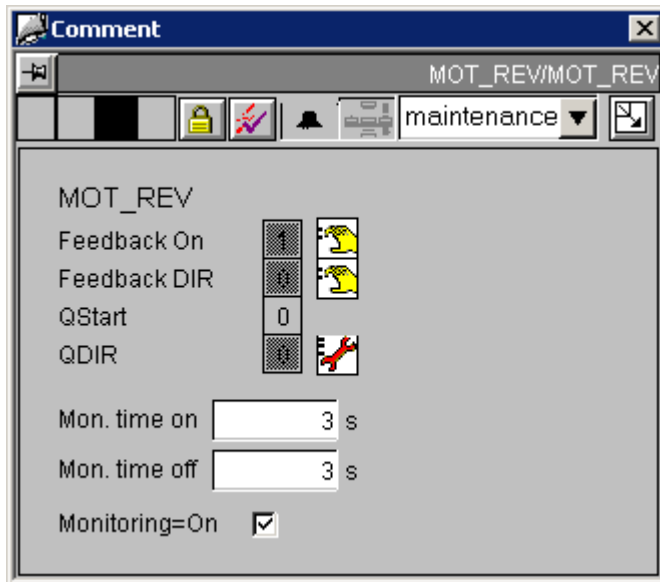 Comment
MOT_REV/MOT_REV
maintenance
MOT_REV
Feedback On 1
Feedback DIR 0
QStart 0
QDIR 0
Mon. time on 3 s
Mon. time off 3 s
Monitoring=On